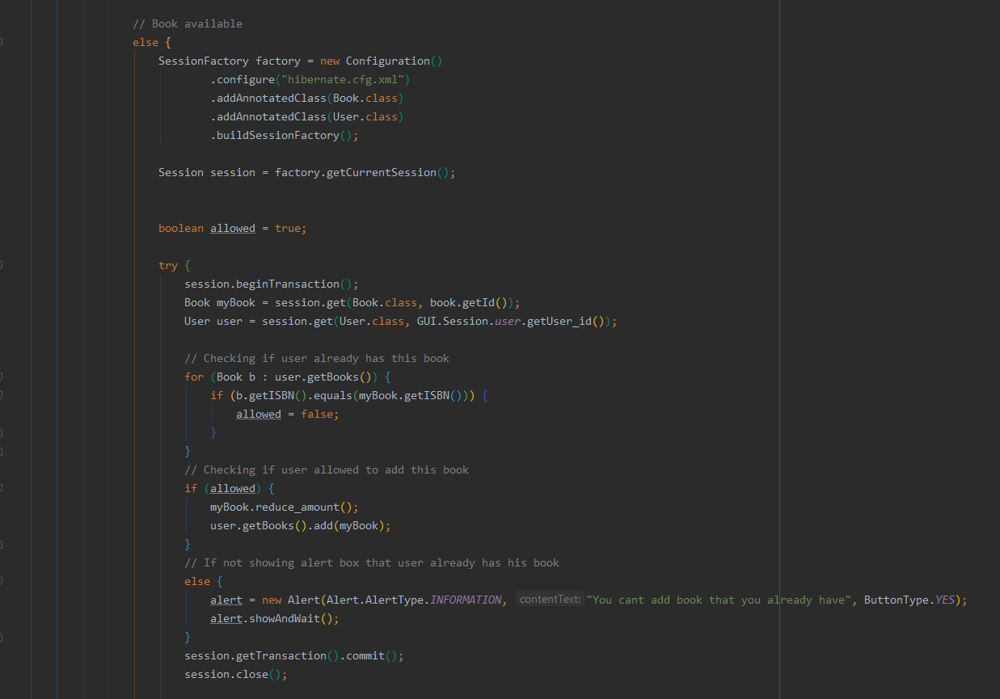 // Book available
else {
SessionFactory factory = new Configuration()
.configure("hibernate.cfg.xml")
.addAnnotatedClass(Book.class)
.addAnnotatedClass(User.class)
.buildSessionFactory();
Session session = factory.getCurrentSession();
boolean allowed = true;
try {
session.beginTransaction();
Book myBook = session.get(Book.class, book.getId());
User user = session.get(User.class, GUI.Session.user.getUser_id());
// Checking if user already has this book
for (Book b : user.getBooks()) {
if (b.getISBN().equals(myBook.getISBN())) {
allowed = false;
}
}
// Checking if user allowed to add this book
if (allowed) {
myBook.reduce_amount();
user.getBooks().add(myBook);
}
// If not showing alert box that user already has his book
else {
alert = new Alert(Alert.AlertType.INFORMATION, contentText: "You cant add book that you already have", ButtonType.YES);
alert.showAndWait();
}
session.getTransaction().commit();
session.close();